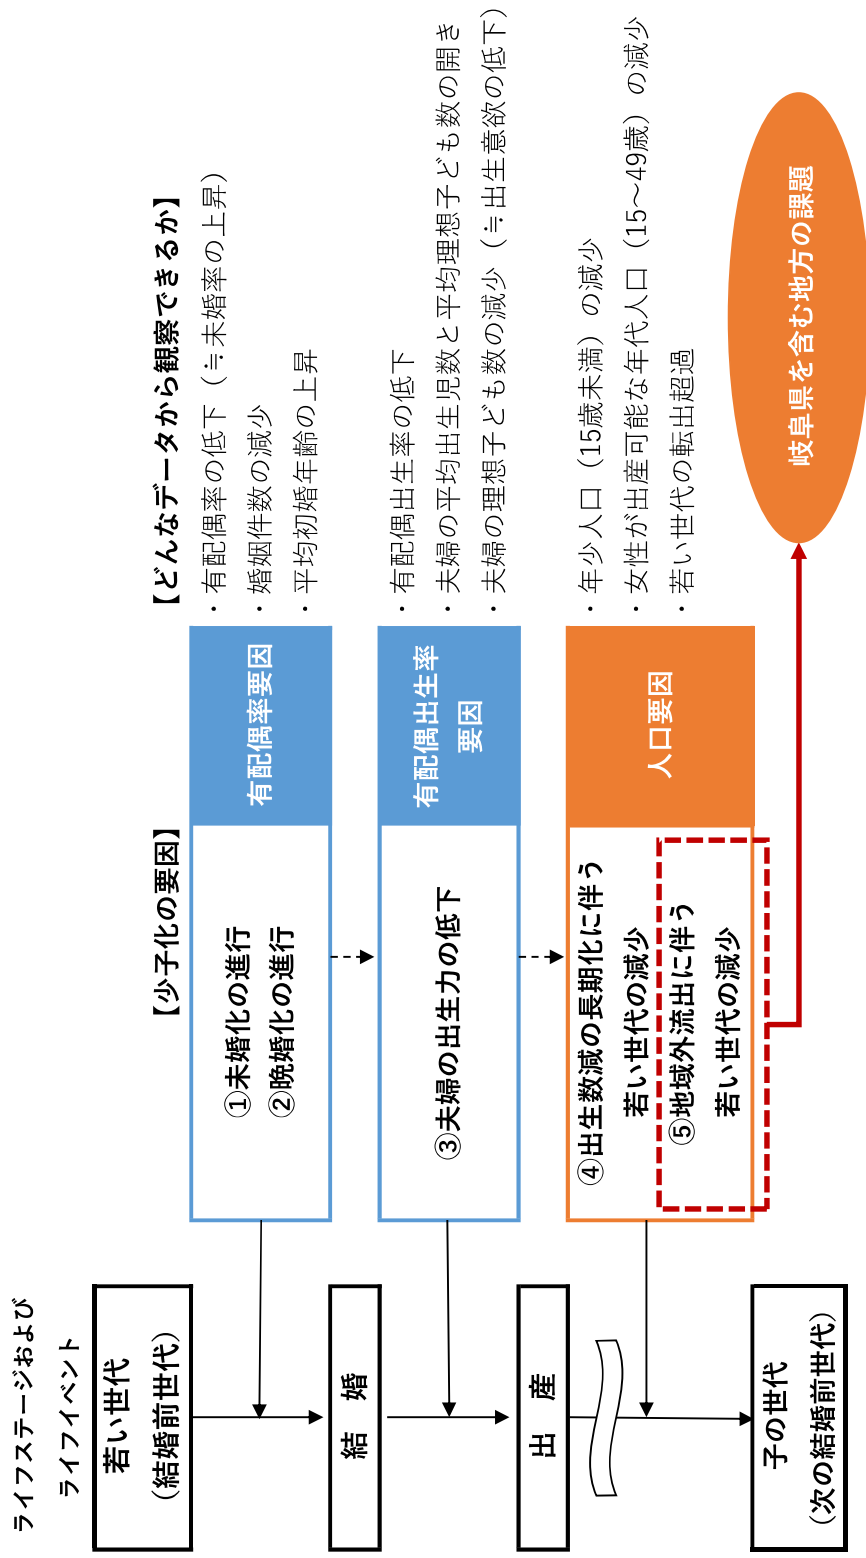 ライフステージおよび
ライフイベント
若い世代
(結婚前世代)
結　婚
出　産
子の世代
(次の結婚前世代)
【少子化の要因】
①未婚化の進行
②晩婚化の進行
有配偶率要因
③夫婦の出生力の低下
有配偶出生率
要因
④出生数減の長期化に伴う
若い世代の減少
⑤地域外流出に伴う
若い世代の減少
人口要因
【どんなデータから観察できるか】
・有配偶率の低下（≒未婚率の上昇）
・婚姻件数の減少
・平均初婚年齢の上昇
・有配偶出生率の低下
・夫婦の平均出生児数と平均理想子ども数の開き
・夫婦の理想子ども数の減少（≒出生意欲の低下）
・年少人口（15歳未満）の減少
・女性が出産可能な年代人口（15～49歳）の減少
・若い世代の転出超過
岐阜県を含む地方の課題